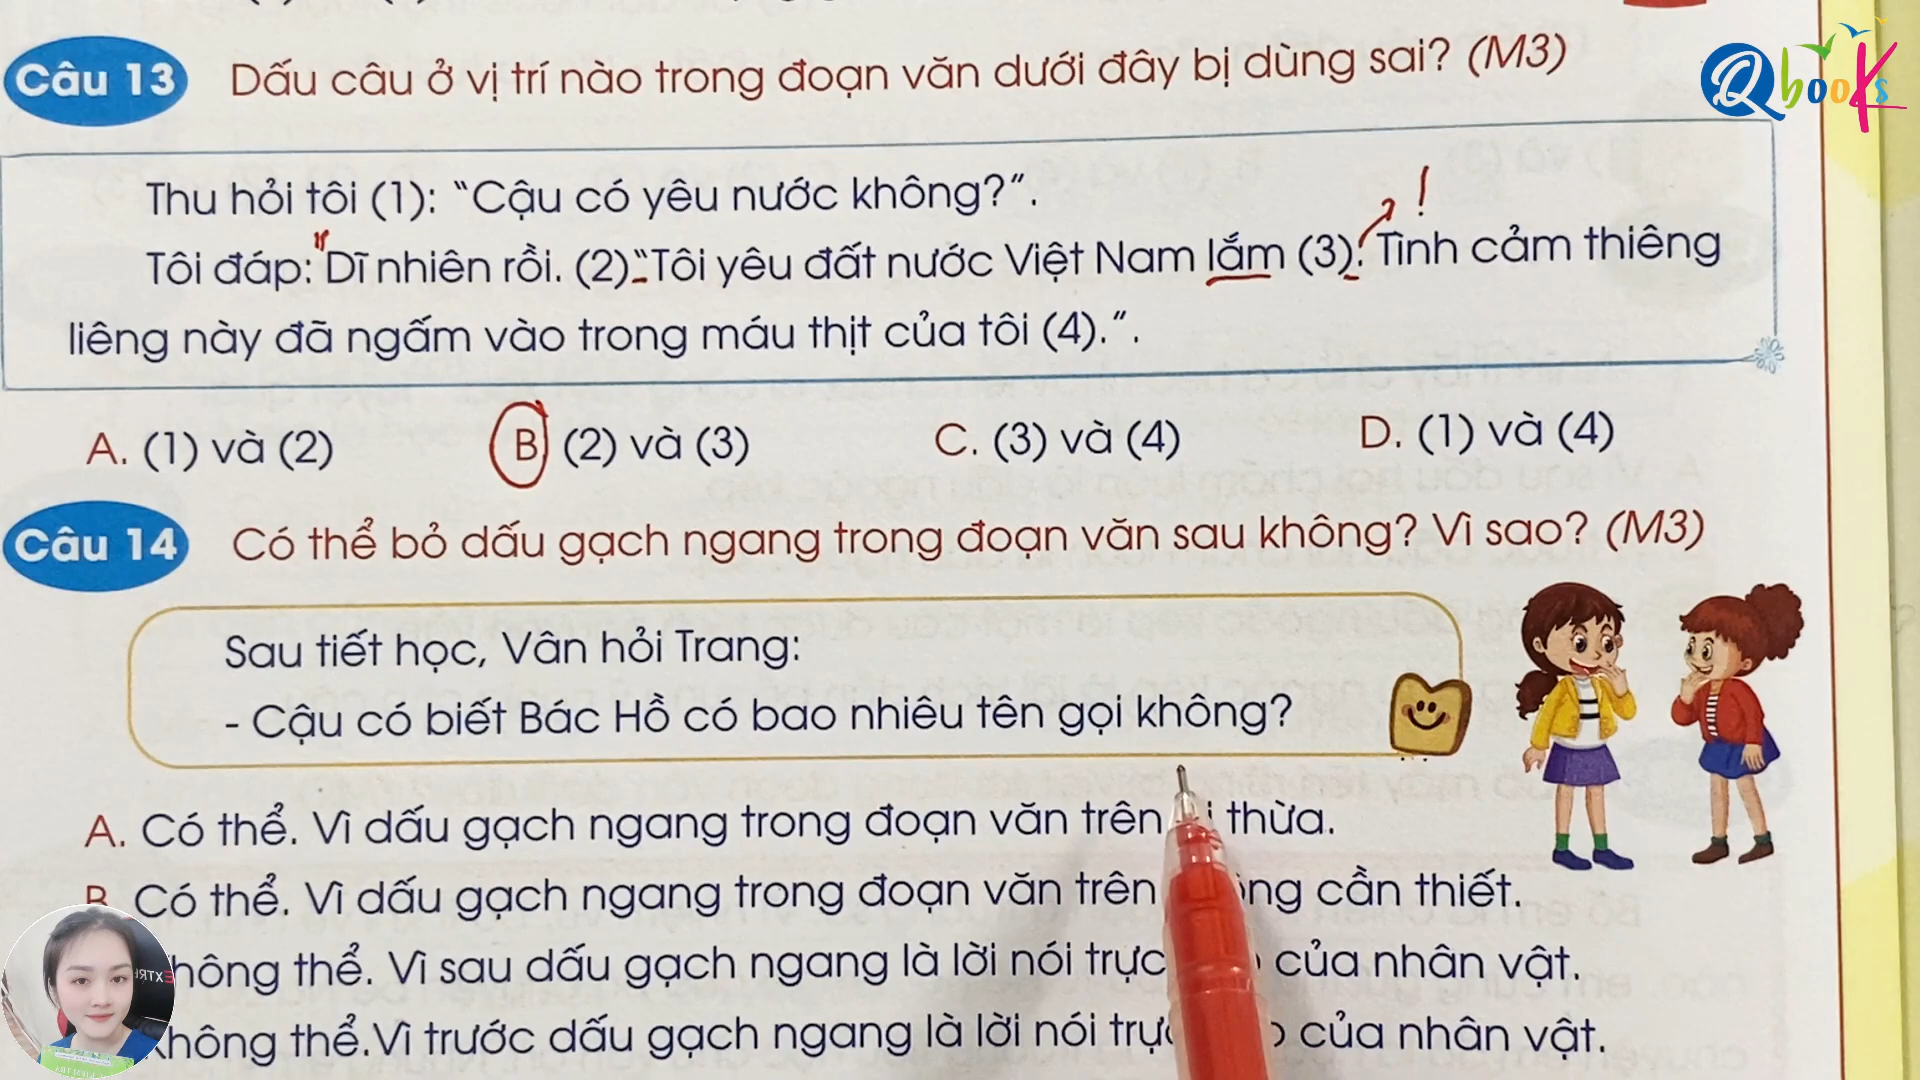 Qbooks
Câu 13 Dấu câu ở vị trí nào trong đoạn văn dưới đây bị dùng sai? (M3)
Thu hỏi tôi (1): “Cậu có yêu nước không?”.
!
Tôi đáp: "Dĩ nhiên rồi. (2) “Tôi yêu đất nước Việt Nam lắm (3). Tình cảm thiêng
liêng này đã ngấm vào trong máu thịt của tôi (4).”.
A. (1) và (2) B (2) và (3) C. (3) và (4) D. (1) và (4)
Câu 14 Có thể bỏ dấu gạch ngang trong đoạn văn sau không? Vì sao? (M3)
Sau tiết học, Vân hỏi Trang:
- Cậu có biết Bác Hồ có bao nhiêu tên gọi không?
A. Có thể. Vì dấu gạch ngang trong đoạn văn trên thừa.
B Có thể. Vì dấu gạch ngang trong đoạn văn trên cần thiết.
thể. Vì sau dấu gạch ngang là lời nói của nhân vật.
Không thể.Vì trước dấu gạch ngang là lời nói của nhân vật.